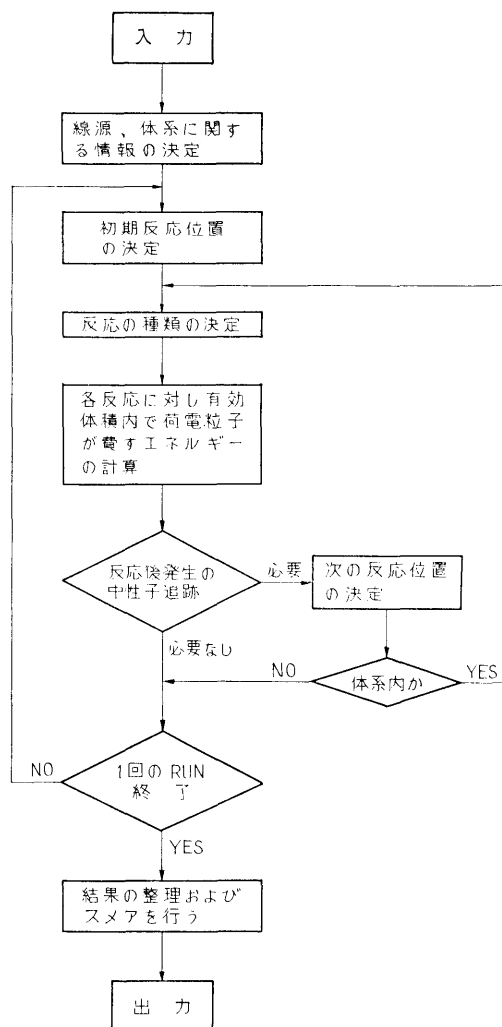 入 力
線源、体系に関す
る情報の決定
初期反応位置
の決定
反応の種類の決定
各反応に対し有効
体積内で荷電粒子
が費すエネルギー
の計算
反応後発生の
中性子追跡
必要
次の反応位置
の決定
必要なし
体系内か
NO
YES
1回の RUN
終 了
NO
YES
結果の整理および
スメアを行う
出 力